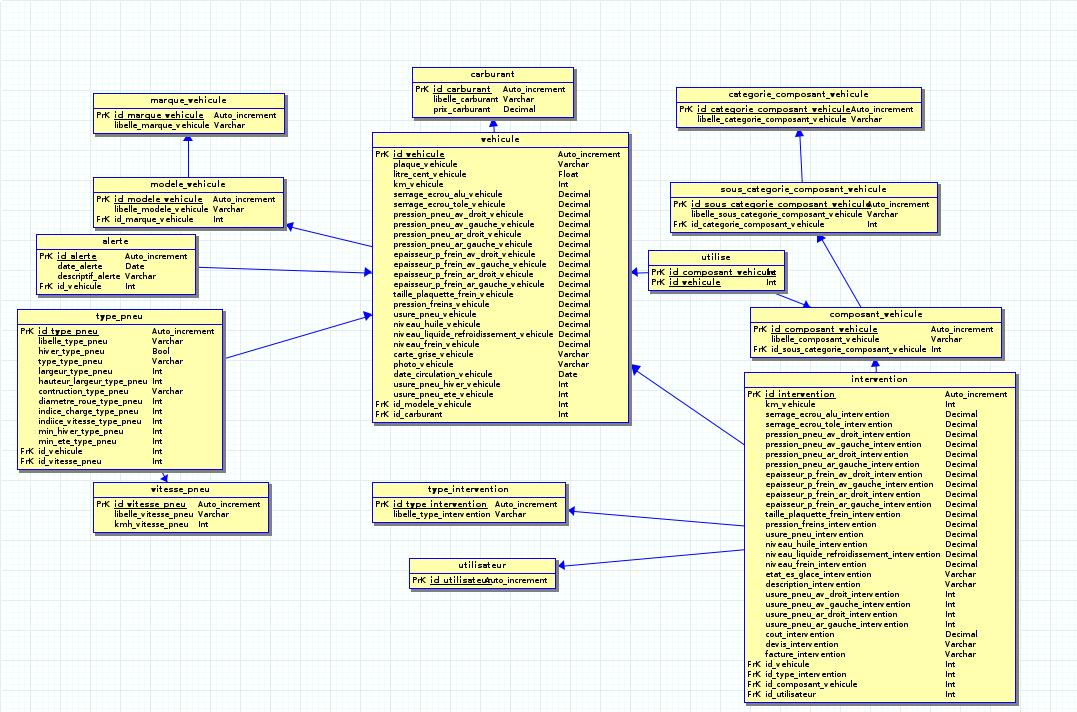 carburant
PrK id_carburant Auto_increment
libelle_carburant Varchar
prix_carburant Decimal
marque_vehicule
PrK id_marque_vehicule Auto_increment
libelle_marque_vehicule Varchar
categorie_composant_vehicule
PrK id_categorie_composant_vehicule Auto_increment
libelle_categorie_composant_vehicule Varchar
modele_vehicule
PrK id_modele_vehicule Auto_increment
libelle_modele_vehicule Varchar
FrK id_marque_vehicule Int
vehicule
PrK id_vehicule Auto_increment
plaque_vehicule Varchar
litre_cent_vehicule Float
km_vehicule Int
serrage_ecrou_alu_vehicule Decimal
serrage_ecrou_tole_vehicule Decimal
pression_pneu_av_droit_vehicule Decimal
pression_pneu_av_gauche_vehicule Decimal
pression_pneu_ar_droit_vehicule Decimal
pression_pneu_ar_gauche_vehicule Decimal
epaisseur_p_frein_av_droit_vehicule Decimal
epaisseur_p_frein_av_gauche_vehicule Decimal
epaisseur_p_frein_ar_droit_vehicule Decimal
epaisseur_p_frein_ar_gauche_vehicule Decimal
taille_plaquette_frein_vehicule Decimal
pression_freins_vehicule Decimal
usure_pneu_vehicule Decimal
niveau_huile_vehicule Decimal
niveau_liquide_refroidissement_vehicule Decimal
niveau_frein_vehicule Decimal
carte_grise_vehicule Varchar
photo_vehicule Varchar
date_circulation_vehicule Date
usure_pneu_hiver_vehicule Int
usure_pneu_ete_vehicule Int
FrK id_modele_vehicule Int
FrK id_carburant Int
sous_categorie_composant_vehicule
PrK id_sous_categorie_composant_vehicule Auto_increment
libelle_sous_categorie_composant_vehicule Varchar
FrK id_categorie_composant_vehicule Int
alerte
PrK id_alerte Auto_increment
date_alerte Date
descriptif_alerte Varchar
FrK id_vehicule Int
utilise
PrK id_composant_vehicule Int
PrK id_vehicule Int
type_pneu
PrK id_type_pneu Auto_increment
libelle_type_pneu Varchar
hiver_type_pneu Bool
type_type_pneu Varchar
largeur_type_pneu Int
hauteur_largeur_type_pneu Int
contruction_type_pneu Varchar
diametre_roue_type_pneu Int
indice_charge_type_pneu Int
indiice_vitesse_type_pneu Int
min_hiver_type_pneu Int
min_ete_type_pneu Int
FrK id_vehicule Int
FrK id_vitesse_pneu Int
composant_vehicule
PrK id_composant_vehicule Auto_increment
libelle_composant_vehicule Varchar
FrK id_sous_categorie_composant_vehicule Int
vitesse_pneu
PrK id_vitesse_pneu Auto_increment
libelle_vitesse_pneu Varchar
kmh_vitesse_pneu Int
type_intervention
PrK id_type_intervention Auto_increment
libelle_type_intervention Varchar
utilisateur
PrK id_utilisateur Auto_increment
intervention
PrK id_intervention Auto_increment
km_vehicule Int
serrage_ecrou_alu_intervention Decimal
serrage_ecrou_tole_intervention Decimal
pression_pneu_av_droit_intervention Decimal
pression_pneu_av_gauche_intervention Decimal
pression_pneu_ar_droit_intervention Decimal
pression_pneu_ar_gauche_intervention Decimal
epaisseur_p_frein_av_droit_intervention Decimal
epaisseur_p_frein_av_gauche_intervention Decimal
epaisseur_p_frein_ar_droit_intervention Decimal
epaisseur_p_frein_ar_gauche_intervention Decimal
taille_plaquette_frein_intervention Decimal
pression_freins_intervention Decimal
usure_pneu_intervention Decimal
niveau_huile_intervention Decimal
niveau_liquide_refroidissement_intervention Decimal
niveau_frein_intervention Decimal
etat_es_glace_intervention Varchar
description_intervention Varchar
usure_pneu_av_droit_intervention Int
usure_pneu_av_gauche_intervention Int
usure_pneu_ar_droit_intervention Int
usure_pneu_ar_gauche_intervention Int
cout_intervention Decimal
devis_intervention Varchar
facture_intervention Varchar
FrK id_vehicule Int
FrK id_type_intervention Int
FrK id_composant_vehicule Int
FrK id_utilisateur Int